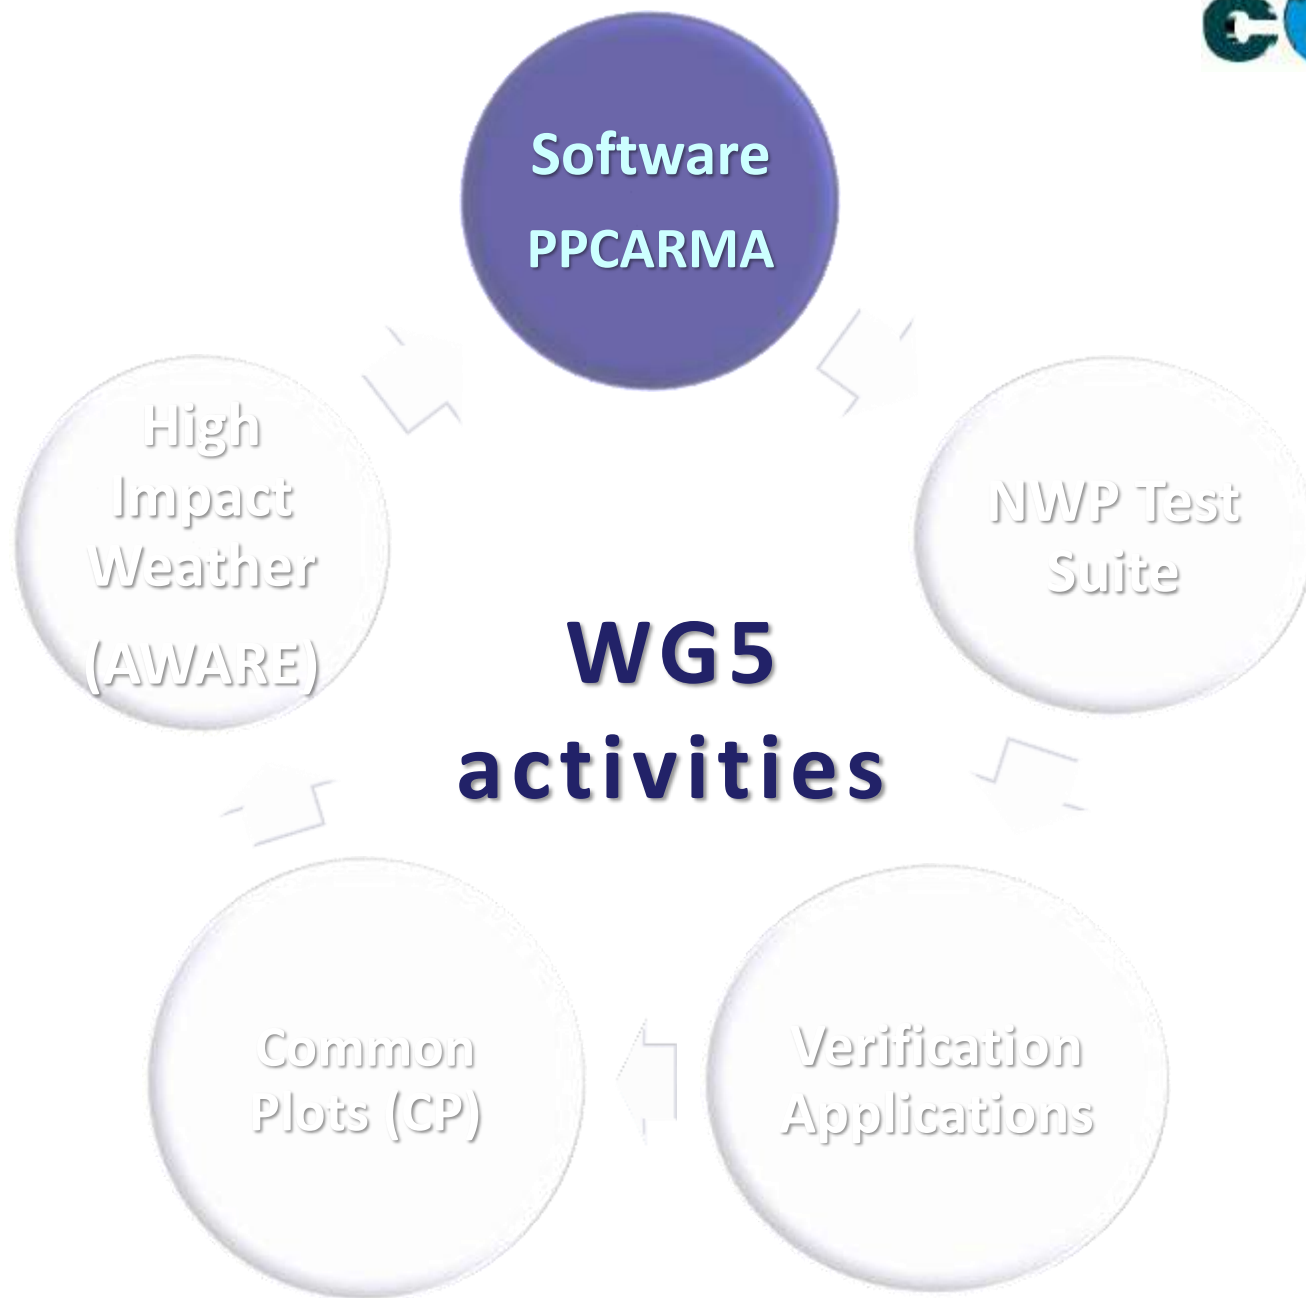 Software
PPCARMA
High
Impact
Weather
(AWARE)
NWP Test
Suite
WG5
activities
Common
Plots (CP)
Verification
Applications